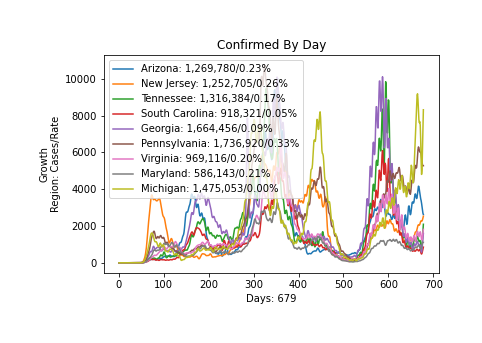 Confirmed By Day
Growth
Region: Cases/Rate
10000
8000
6000
4000
2000
0
Arizona: 1,269,780/0.23%
New Jersey: 1,252,705/0.26%
Tennessee: 1,316,384/0.17%
South Carolina: 918,321/0.05%
Georgia: 1,664,456/0.09%
Pennsylvania: 1,736,920/0.33%
Virginia: 969,116/0.20%
Maryland: 586,143/0.21%
Michigan: 1,475,053/0.00%
0 100 200 300 400 500 600 700
Days: 679